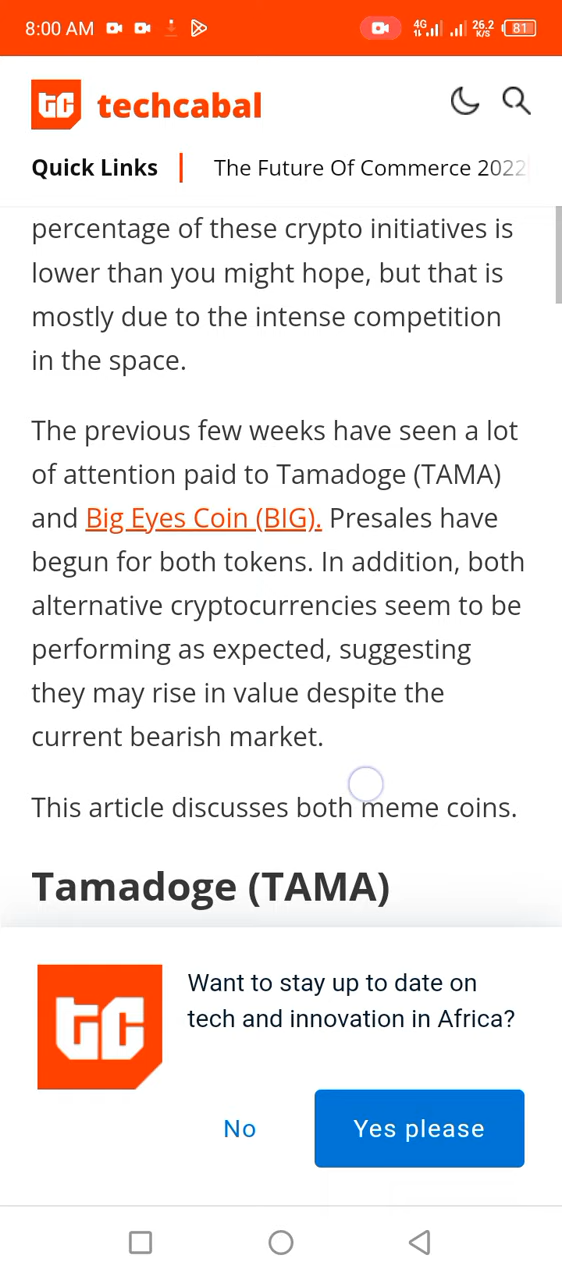 8:00 AM
4G
26.2
K/S
81
tc techcabal
Quick Links
The Future Of Commerce 2022
percentage of these crypto initiatives is
lower than you might hope, but that is
mostly due to the intense competition
in the space.
The previous few weeks have seen a lot
of attention paid to Tamadoge (TAMA)
and Big Eyes Coin (BIG). Presales have
begun for both tokens. In addition, both
alternative cryptocurrencies seem to be
performing as expected, suggesting
they may rise in value despite the
current bearish market.
This article discusses both meme coins.
Tamadoge (TAMA)
tc
Want to stay up to date on
tech and innovation in Africa?
No
Yes please